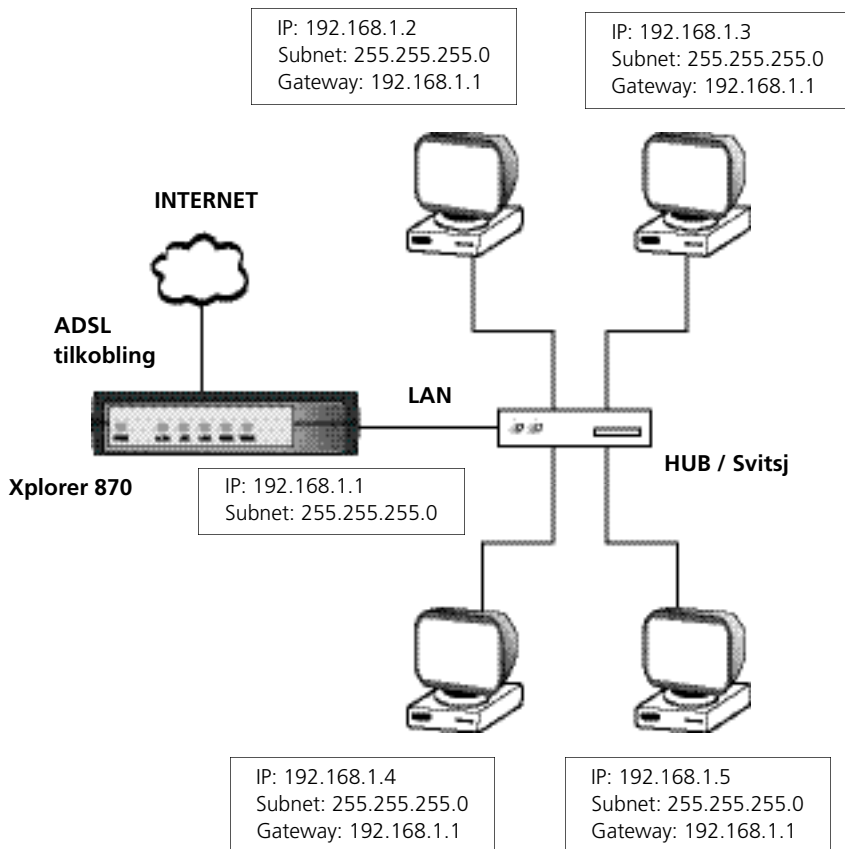 IP: 192.168.1.2
Subnet: 255.255.255.0
Gateway: 192.168.1.1
IP: 192.168.1.3
Subnet: 255.255.255.0
Gateway: 192.168.1.1
INTERNET
ADSL
tilkobling
LAN
HUB / Svitsj
Xplorer 870
IP: 192.168.1.1
Subnet: 255.255.255.0
IP: 192.168.1.4
Subnet: 255.255.255.0
Gateway: 192.168.1.1
IP: 192.168.1.5
Subnet: 255.255.255.0
Gateway: 192.168.1.1